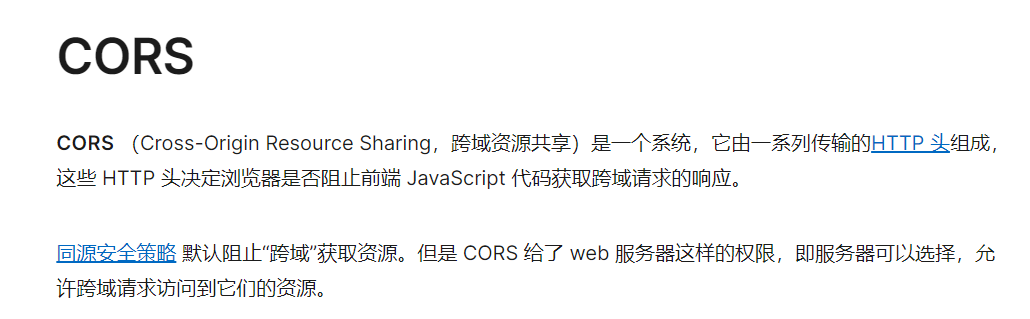 CORS
CORS （Cross-Origin Resource Sharing，跨域资源共享）是一个系统，它由一系列传输的HTTP 头组成，
这些 HTTP 头决定浏览器是否阻止前端 JavaScript 代码获取跨域请求的响应。
同源安全策略 默认阻止“跨域”获取资源。但是 CORS 给了 web 服务器这样的权限，即服务器可以选择，允
许跨域请求访问到它们的资源。